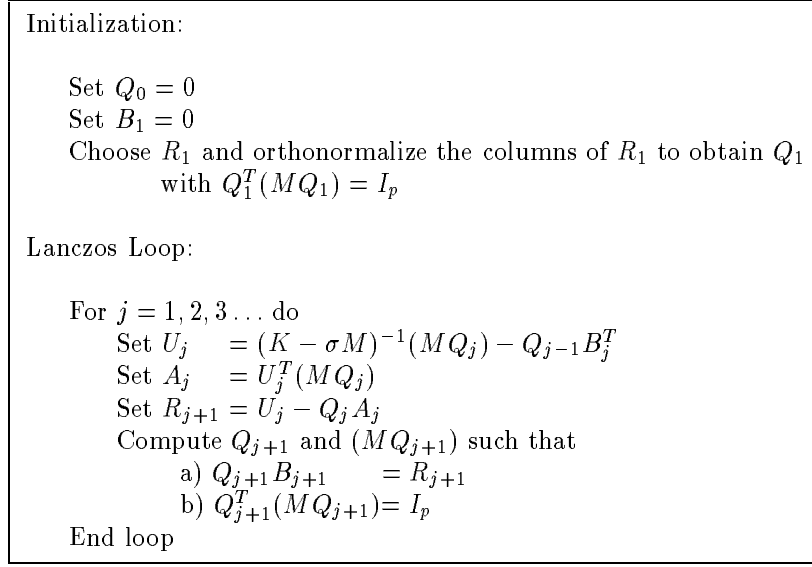 Initialization:
Set $Q_0 = 0$
Set $B_1 = 0$
Choose $R_1$ and orthonormalize the columns of $R_1$ to obtain $Q_1$
with $Q_1^T(MQ_1) = I_p$
Lanczos Loop:
For $j = 1, 2, 3 \ldots$ do
Set $U_j = (K - \sigma M)^{-1}(MQ_j) - Q_{j-1}B_j^T$
Set $A_j = U_j^T(MQ_j)$
Set $R_{j+1} = U_j - Q_jA_j$
Compute $Q_{j+1}$ and $(MQ_{j+1})$ such that
a) $Q_{j+1}B_{j+1} = R_{j+1}$
b) $Q_{j+1}^T(MQ_{j+1}) = I_p$
End loop